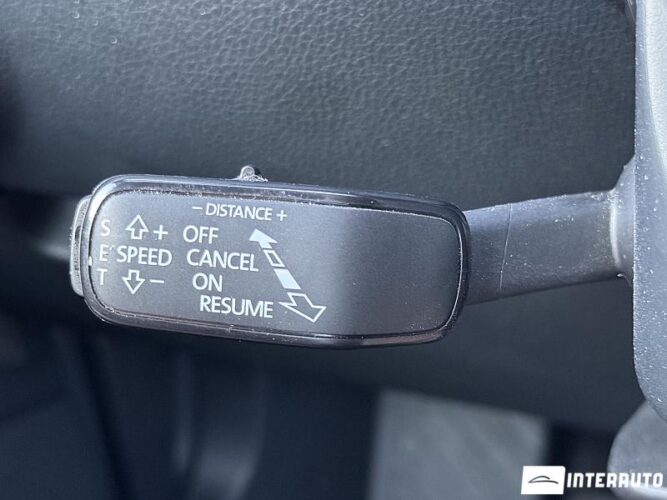 – DISTANCE +
S + OFF
E SPEED CANCEL
T – ON
RESUME
INTERAUTO